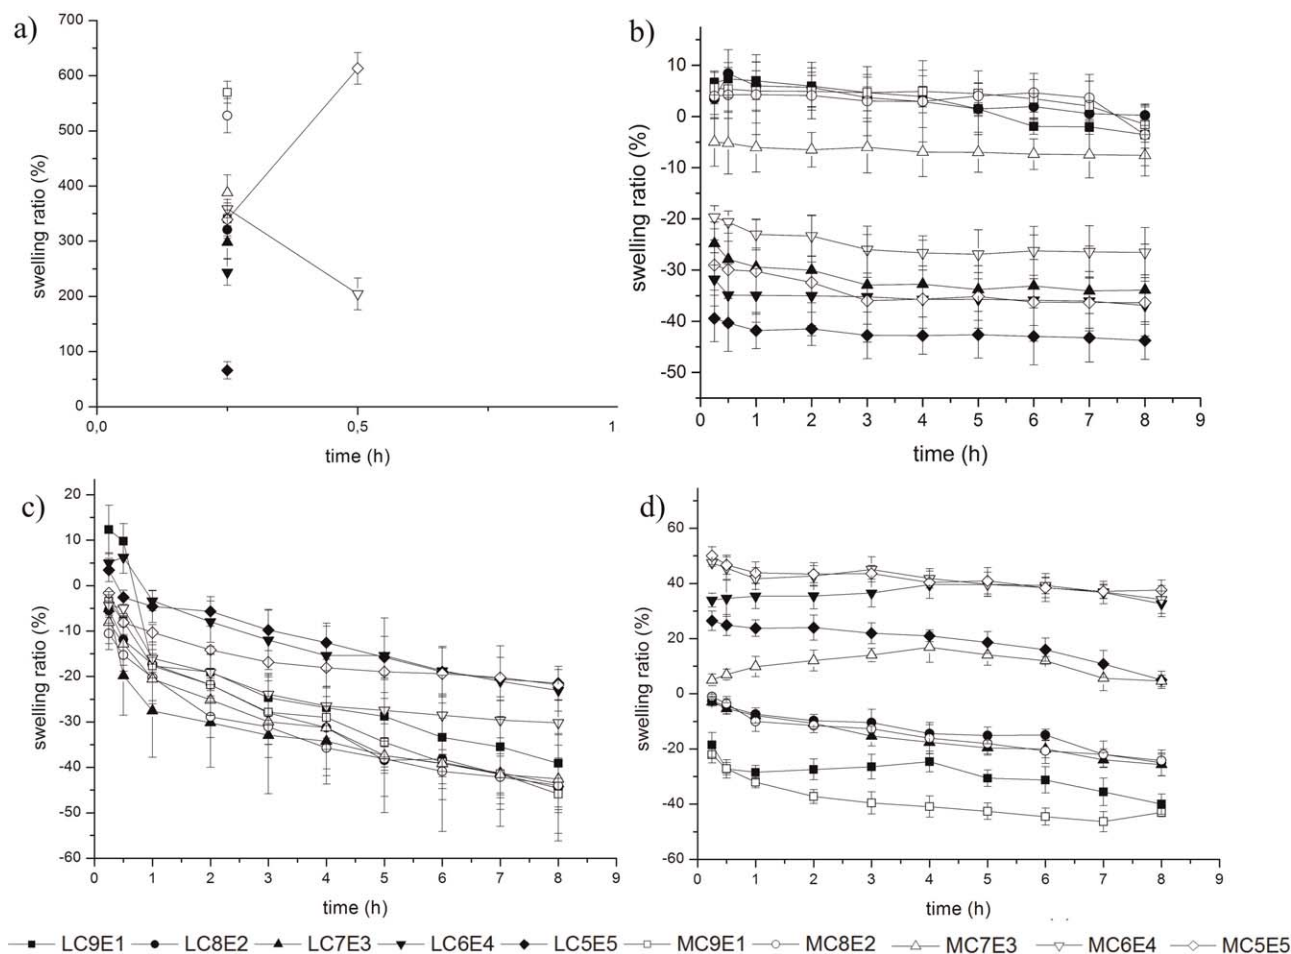 a)
700
600
500
400
300
200
100
0
swelling ratio (%)
0,0
0,5
1
time (h)
b)
10
0
-10
-20
-30
-40
-50
swelling ratio (%)
0 1 2 3 4 5 6 7 8 9
time (h)
c)
20
10
0
-10
-20
-30
-40
-50
-60
swelling ratio (%)
0 1 2 3 4 5 6 7 8 9
time (h)
d)
60
40
20
0
-20
-40
-60
swelling ratio (%)
0 1 2 3 4 5 6 7 8 9
time (h)
LC9E1 LC8E2 LC7E3 LC6E4 LC5E5 MC9E1 MC8E2 MC7E3 MC6E4 MC5E5